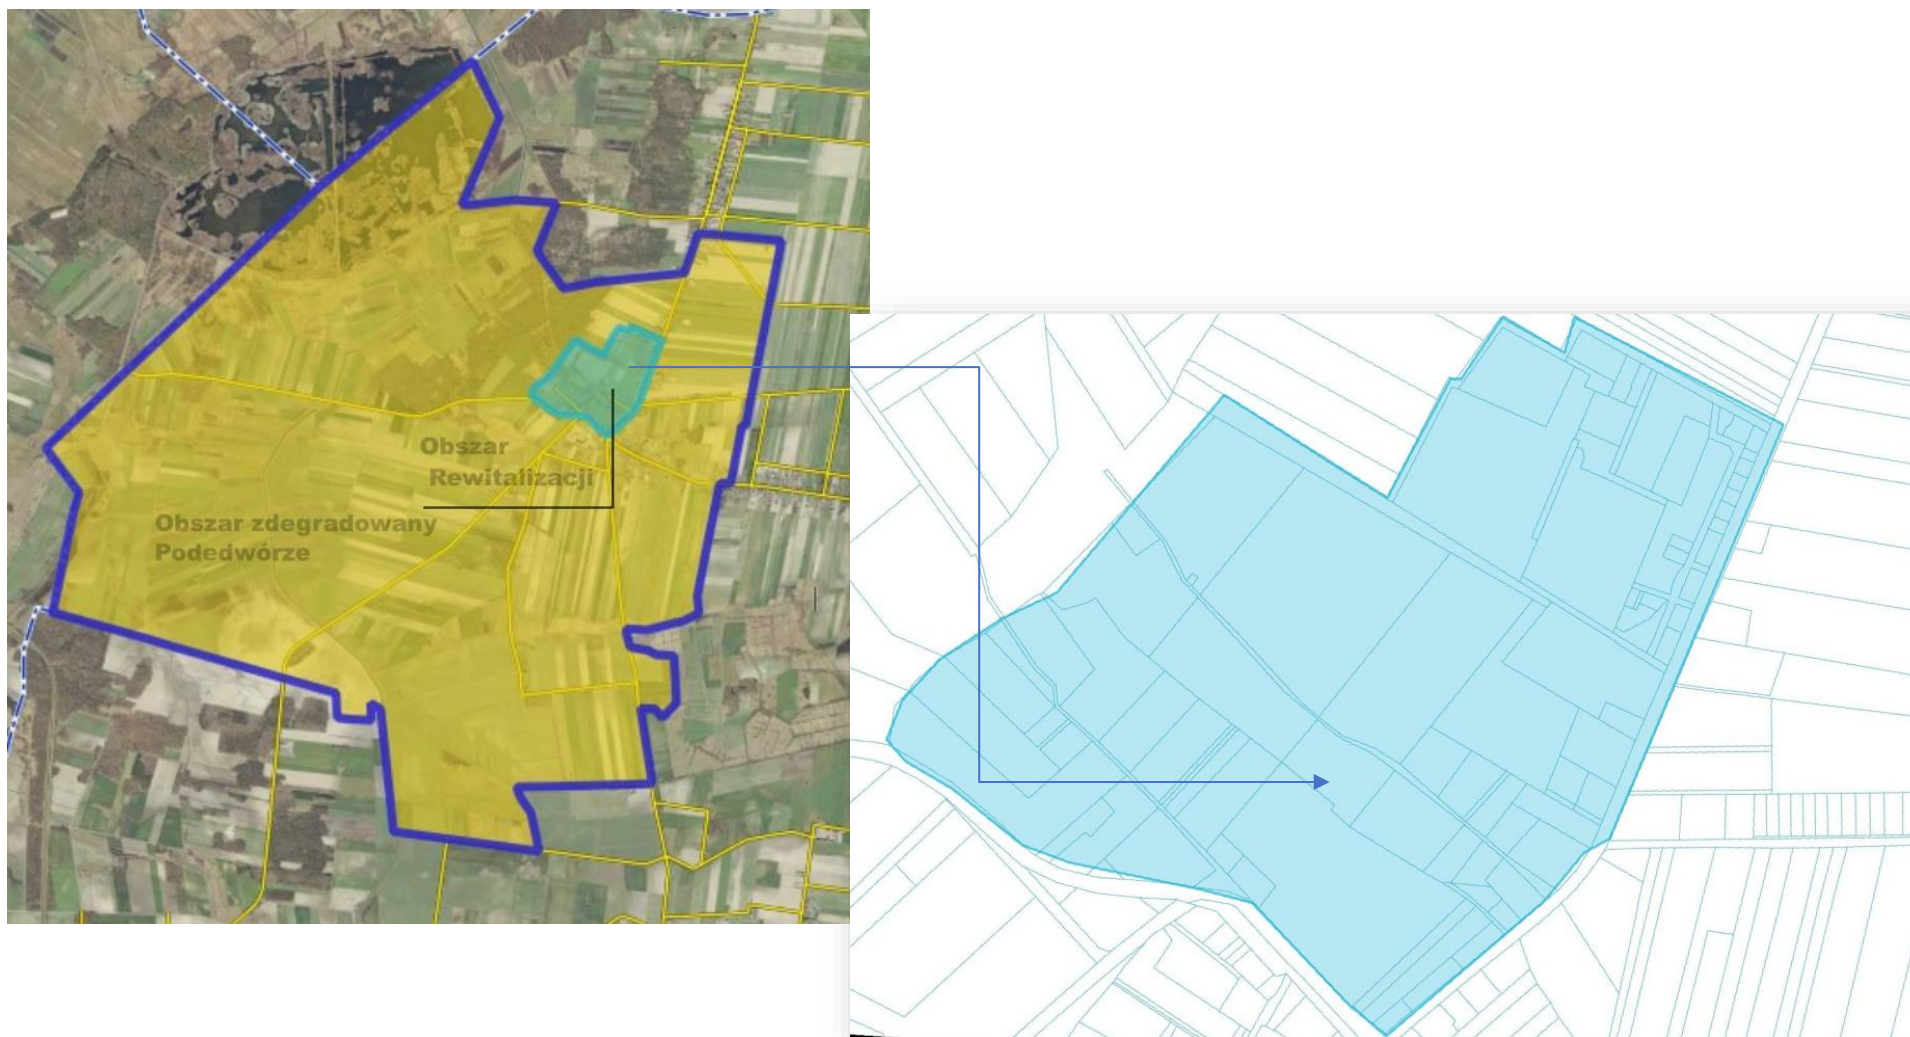 Obszar
Rewitalizacji
Obszar zdegradowany
Podedwórze